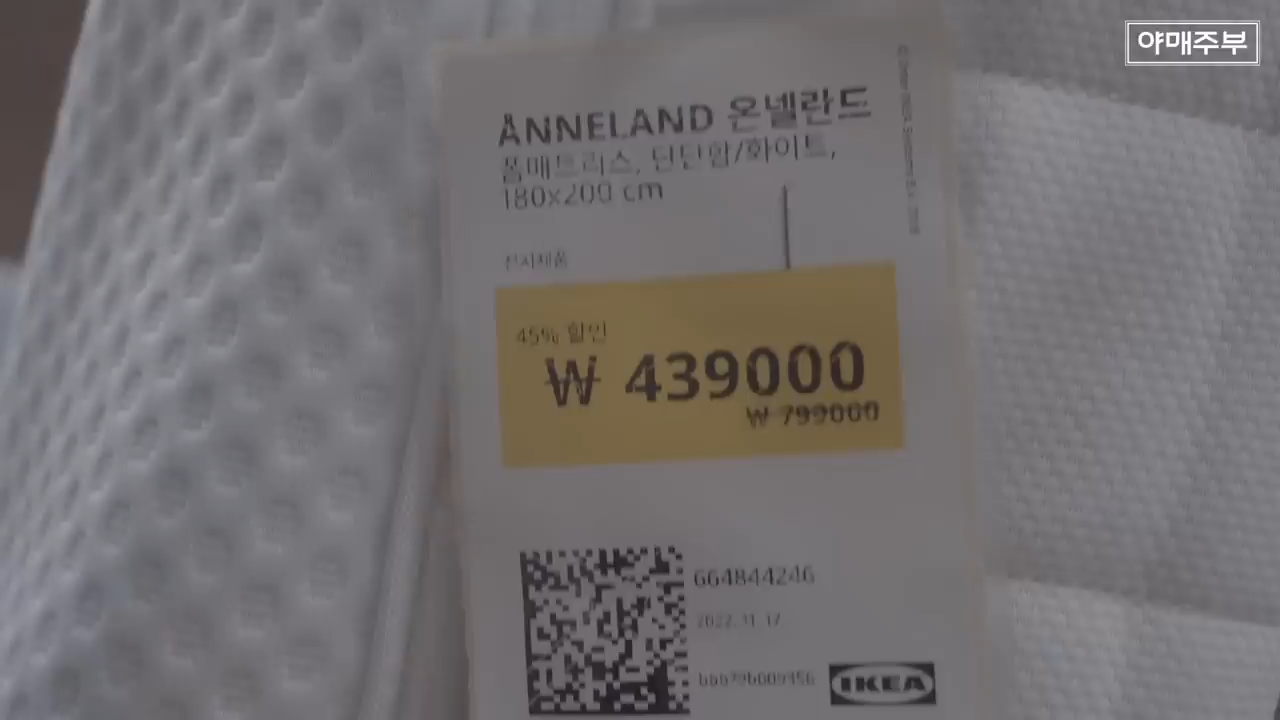 야매주부
ÅNNELAND 온넬란드
폼매트리스, 단단함/화이트,
180x200 cm
전시제품
45% 할인
₩ 439000
₩ 799000
664844246
2022.11.17
IKEA